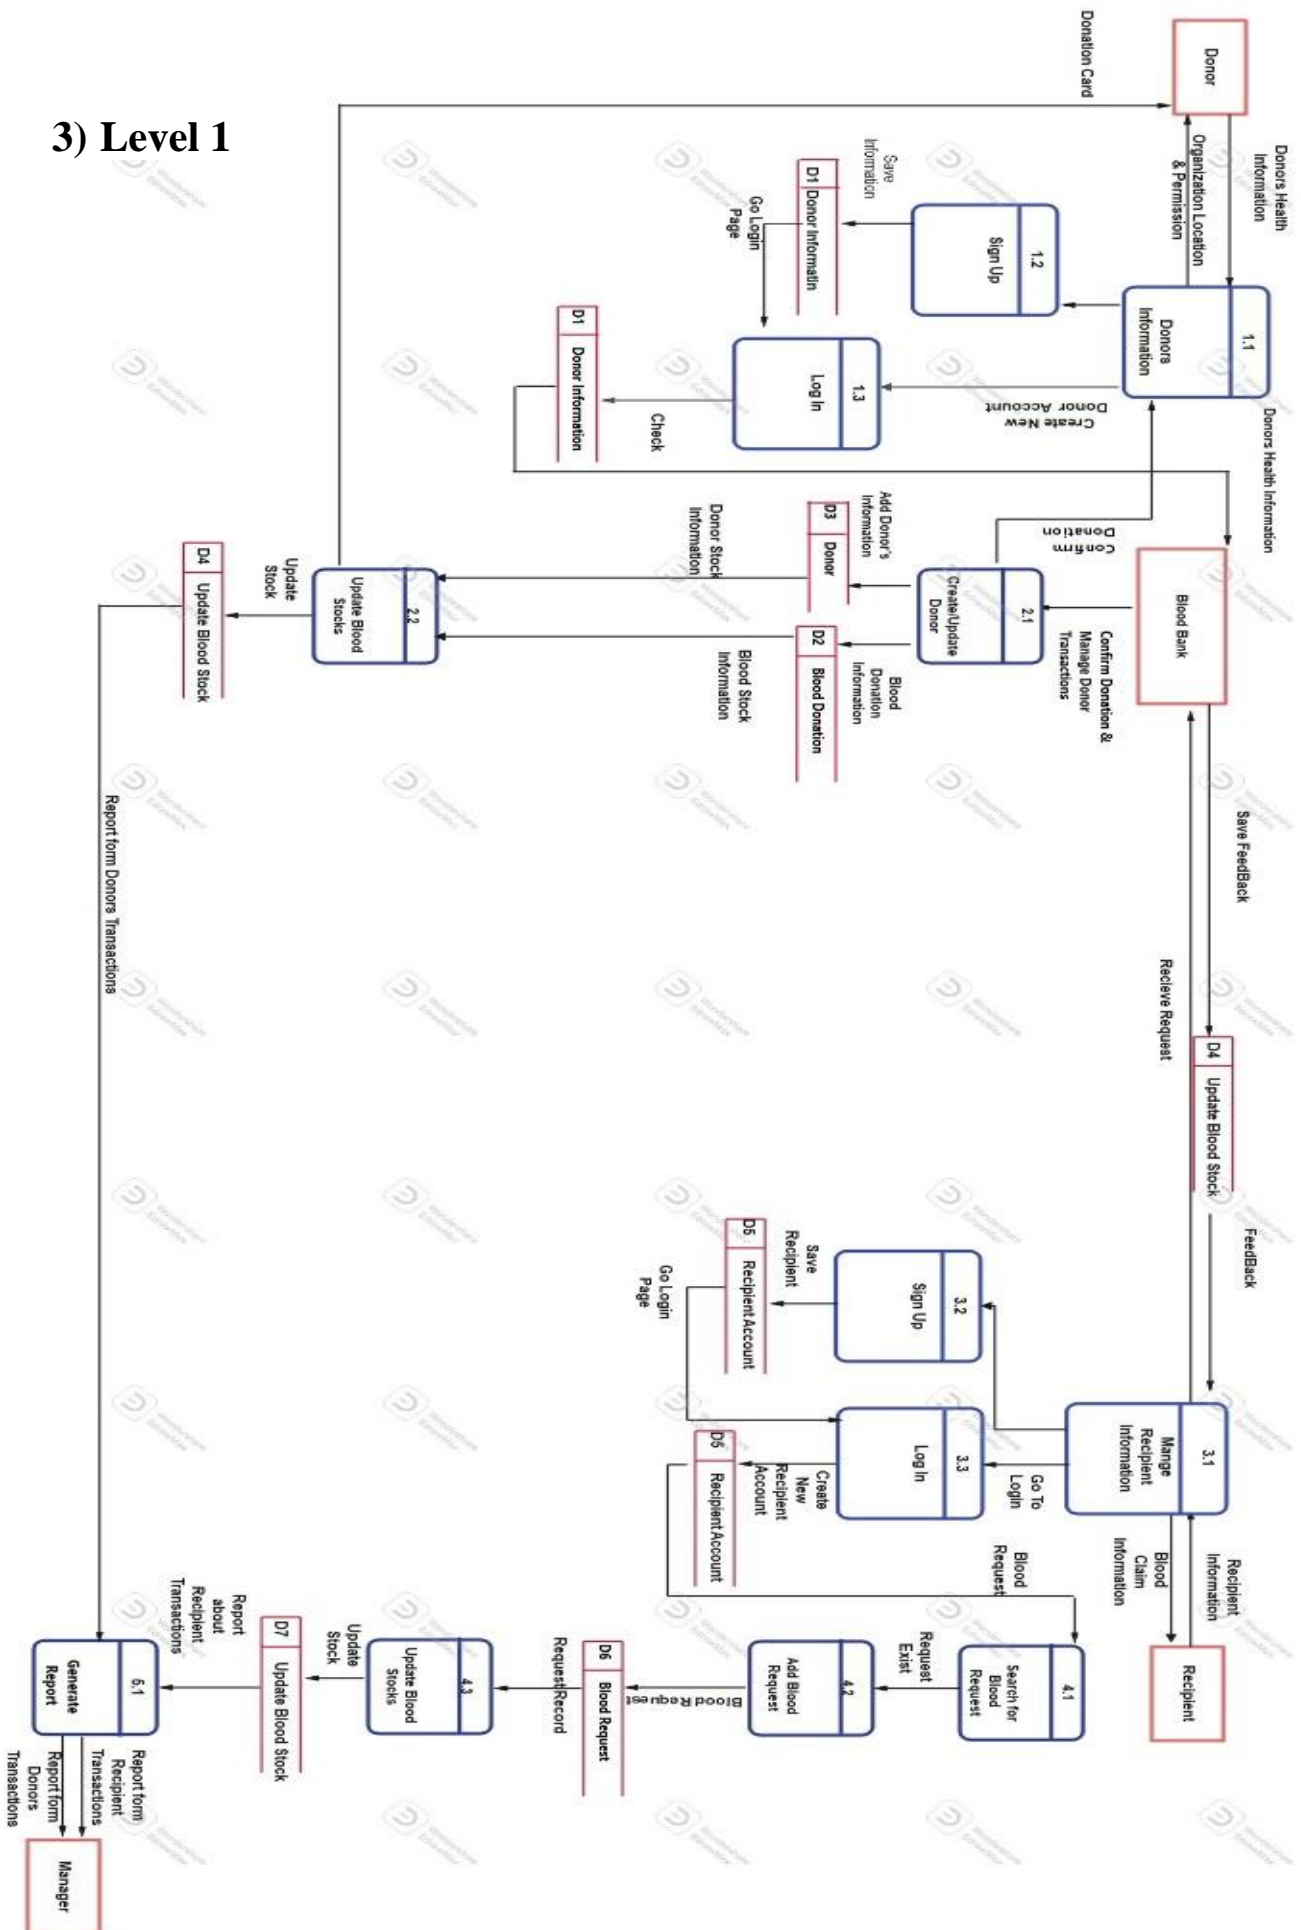 3) Level 1
Donor
Donors Health
Information
Organization Location
& Permission
Donation Card
1.1
Donors
Information
1.2
Sign Up
Save
Information
D1 Donor Informatin
Go Login
Page
1.3
Log In
Create New
Donor Account
Check
D1 Donor Information
Donors Health Information
Blood Bank
Confirm
Donation
Confirm Donation &
Manage Donor
Transactions
2.1
Create/Update
Donor
Add Donor's
Information
D3 Donor
Blood
Donation
Information
D2 Blood Donation
Donor Stock
Information
Blood Stock
Information
2.2
Update Blood
Stocks
Update
Stock
D4 Update Blood Stock
Report form Donors Transactions
Save FeedBack
Recieve Request
D4 Update Blood Stock
FeedBack
3.1
Mange
Recipient
Information
3.2
Sign Up
Save
Recipient
D5 Recipient Account
Go Login
Page
Go To
Login
3.3
Log In
Create
New
Recipient
Account
D5 Recipient Account
Recipient
Information
Blood
Claim
Information
Recipient
Blood
Request
4.1
Search for
Blood
Request
Request
Exist
4.2
Add Blood
Request
Blood Request
D6 Blood Request
Request Record
4.3
Update Blood
Stocks
Update
Stock
D7 Update Blood Stock
Report
about
Recipient
Transactions
5.1
Generate
Report
Report form
Recipient
Transactions
Report form
Donors
Transactions
Manager
Wondershare
EdrawMax